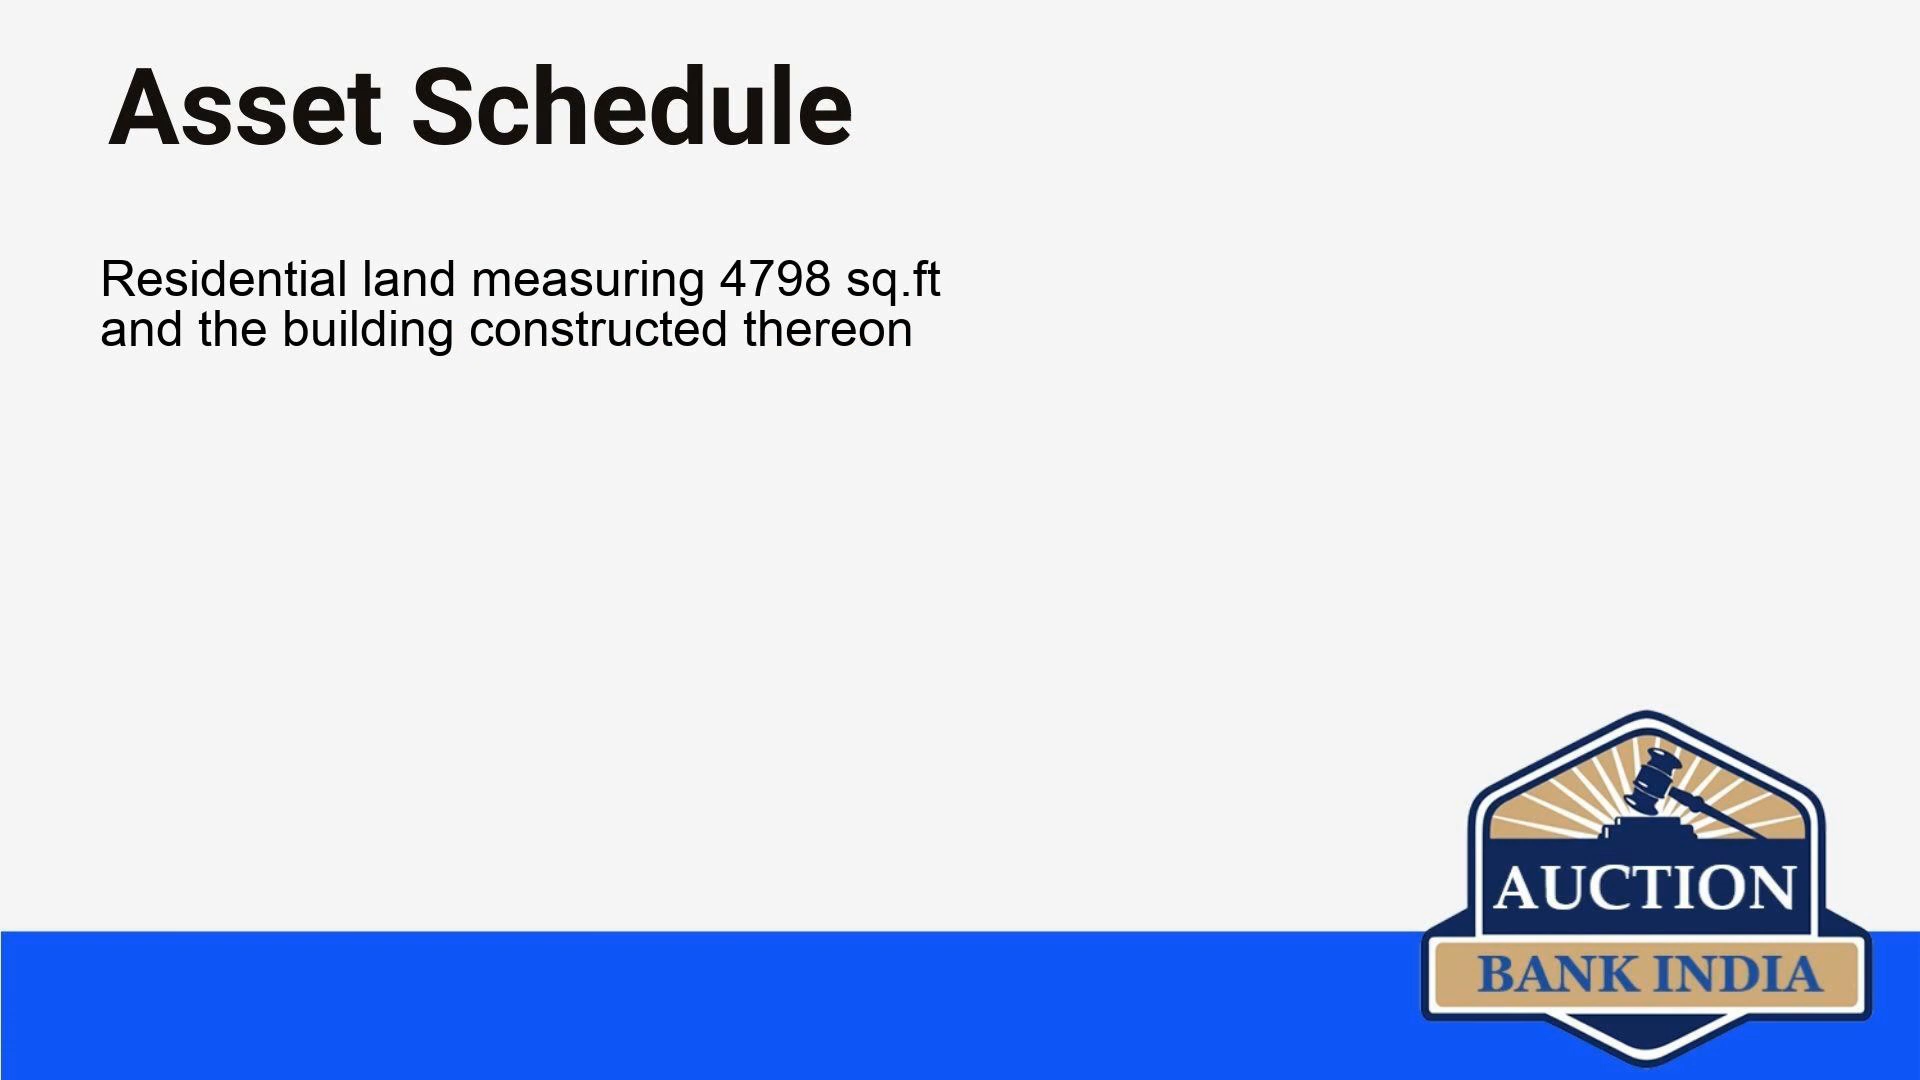 Asset Schedule
Residential land measuring 4798 sq.ft
and the building constructed thereon
AUCTION
BANK INDIA